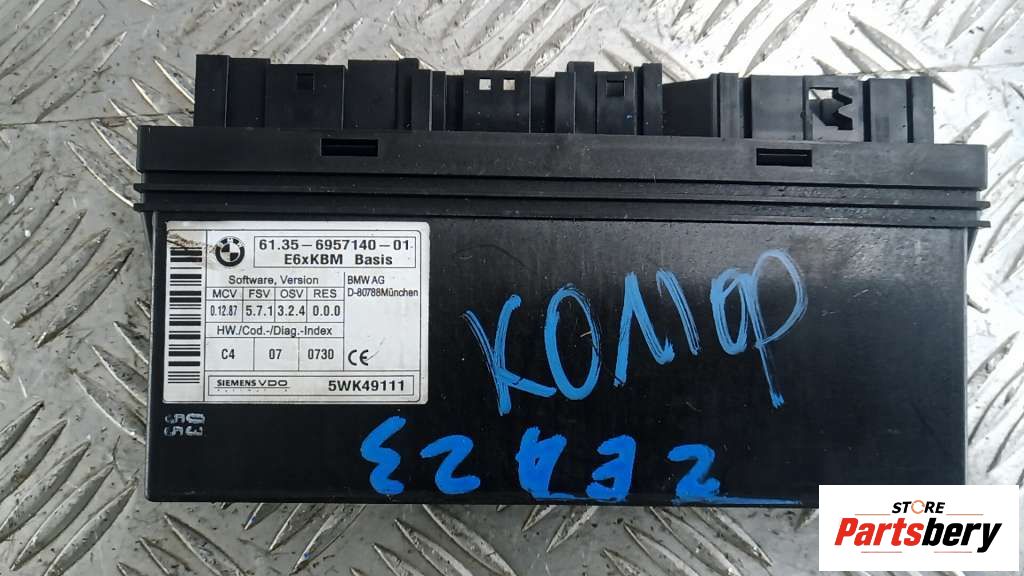 61.35-6957140-01
E6xKBM Basis
Software, Version
BMW AG
MCV FSV OSV RES
D-80788München
0.12.87 5.7.1 3.2.4 0.0.0
HW./Cod.-/Diag.-Index
C4 07 0730 CE
SIEMENS VDO 5WK49111
STORE
Partsbery